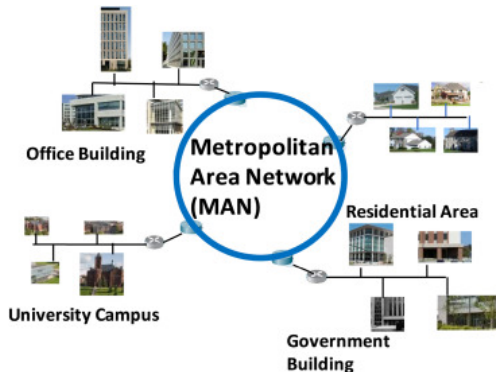 Office Building
Metropolitan
Area Network
(MAN)
Residential Area
University Campus
Government
Building